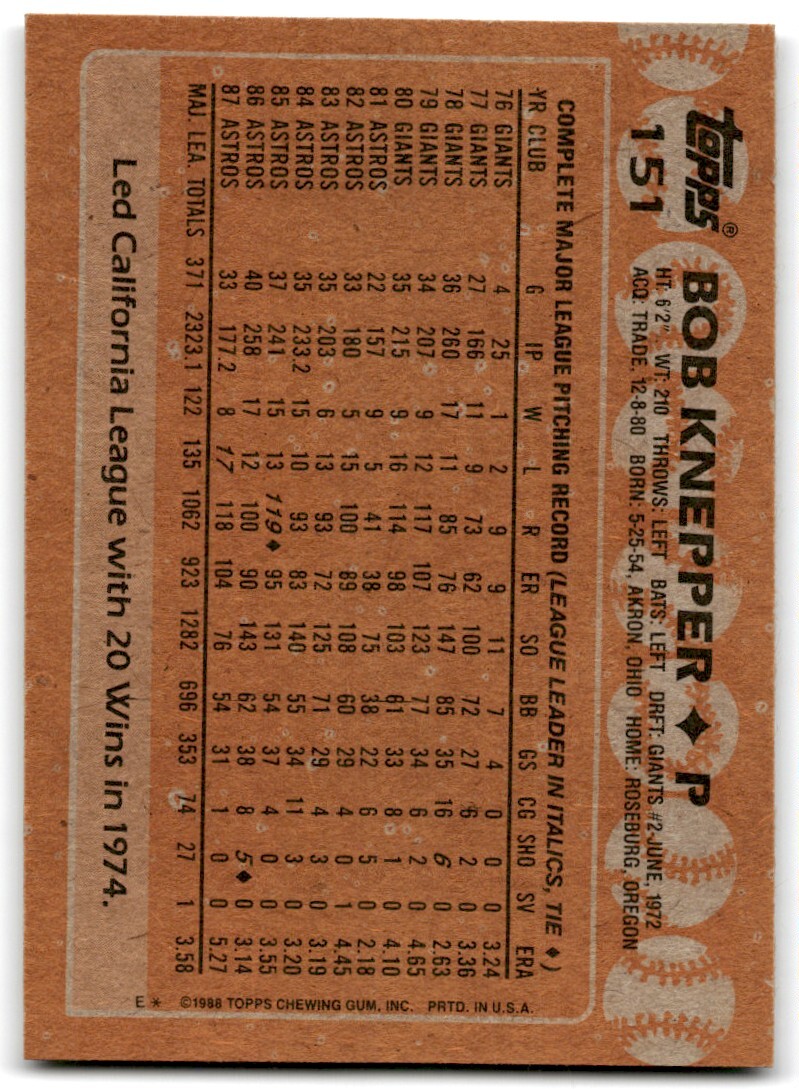 TOPPS®
151
BOB KNEPPER ♦ P
HT: 6'2" WT: 210 THROWS: LEFT BATS: LEFT DRFT: GIANTS #2-JUNE, 1972
ACQ: TRADE, 12-8-80 BORN: 5-25-54, AKRON, OHIO HOME: ROSEBURG, OREGON
COMPLETE MAJOR LEAGUE PITCHING RECORD (LEAGUE LEADER IN ITALICS, TIE ♦)
YR CLUB G IP W L R ER SO BB GS CG SHO SV ERA
76 GIANTS 4 25 1 2 9 9 11 7 4 0 0 0 3.24
77 GIANTS 27 166 11 9 73 62 100 72 27 6 2 0 3.36
78 GIANTS 36 260 17 11 85 76 147 85 35 16 6 0 2.63
79 GIANTS 34 207 9 12 117 107 123 77 34 6 2 0 4.65
80 GIANTS 35 215 9 16 114 98 103 61 33 8 1 0 4.10
81 ASTROS 22 157 9 5 41 38 75 38 22 6 5 0 2.18
82 ASTROS 33 180 5 15 100 89 108 60 29 4 0 1 4.45
83 ASTROS 35 203 6 13 93 72 125 71 29 4 3 0 3.19
84 ASTROS 35 233.2 15 10 93 83 140 55 34 11 3 0 3.20
85 ASTROS 37 241 15 13 119♦ 95 131 54 37 4 0 0 3.55
86 ASTROS 40 258 17 12 100 90 143 62 38 8 5♦ 0 3.14
87 ASTROS 33 177.2 8 17 118 104 76 54 31 1 0 0 5.27
MAJ. LEA. TOTALS 371 2323.1 122 135 1062 923 1282 696 353 74 27 1 3.58
Led California League with 20 Wins in 1974.
E* ©1988 TOPPS CHEWING GUM, INC. PRTD. IN U.S.A.